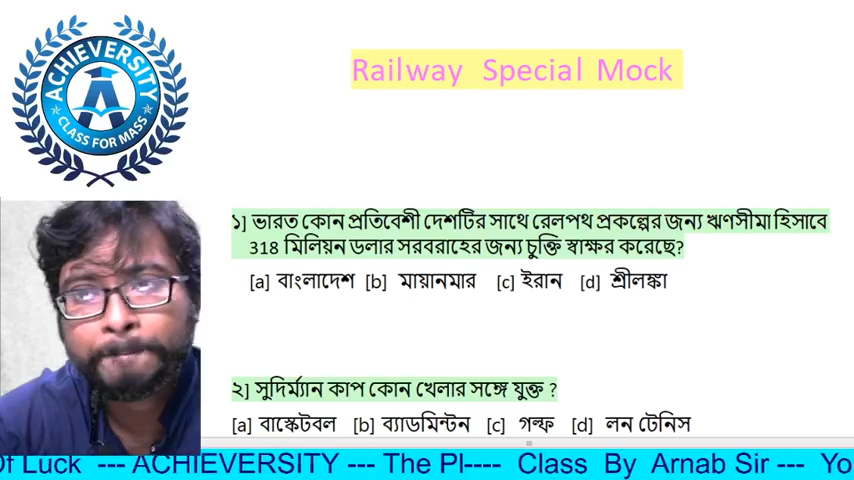 ACHIEVERSITY
CLASS FOR MASS
Railway Special Mock
১] ভারত কোন প্রতিবেশী দেশটির সাথে রেলপথ প্রকল্পের জন্য ঋণসীমা হিসাবে
318 মিলিয়ন ডলার সরবরাহের জন্য চুক্তি স্বাক্ষর করেছে?
[a] বাংলাদেশ [b] মায়ানমার [c] ইরান [d] শ্রীলঙ্কা
২] সুদির্ম্যান কাপ কোন খেলার সঙ্গে যুক্ত ?
[a] বাস্কেটবল [b] ব্যাডমিন্টন [c] গল্ফ [d] লন টেনিস
Of Luck --- ACHIEVERSITY --- The Pl---- Class By Arnab Sir --- Yo